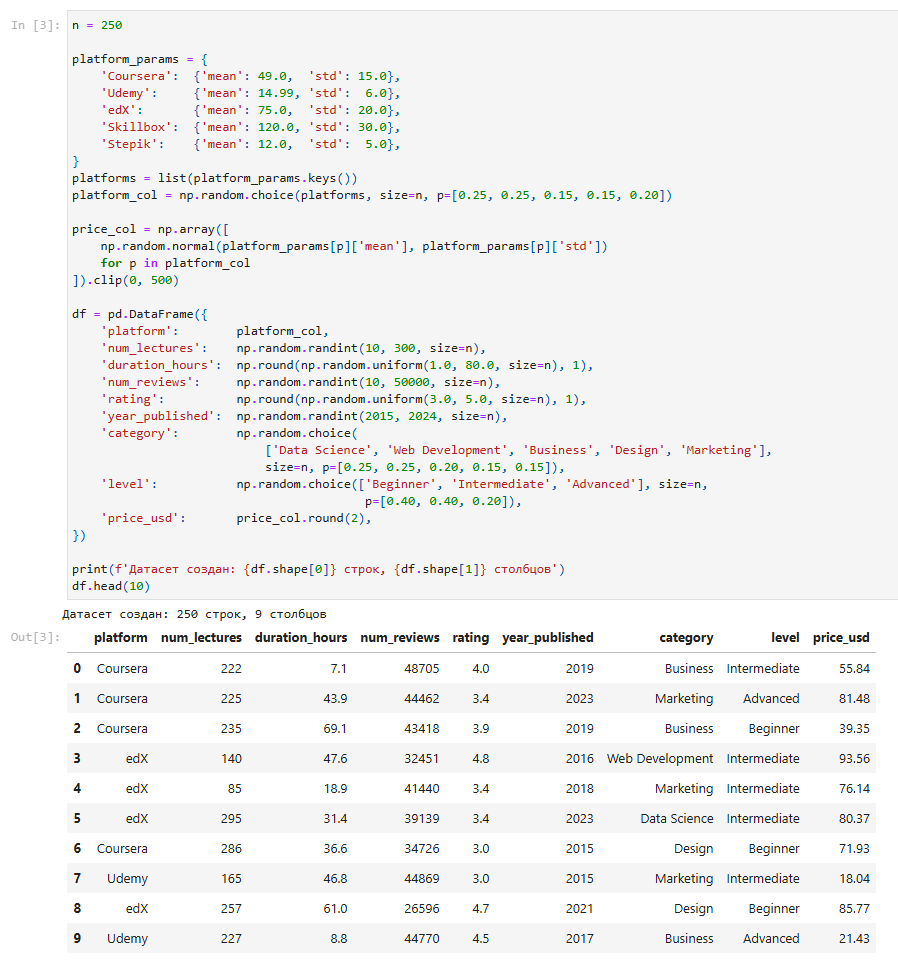 In [3]:
n = 250

platform_params = {
    'Coursera':  {'mean': 49.0,  'std': 15.0},
    'Udemy':     {'mean': 14.99, 'std':  6.0},
    'edX':       {'mean': 75.0,  'std': 20.0},
    'Skillbox':  {'mean': 120.0, 'std': 30.0},
    'Stepik':    {'mean': 12.0,  'std':  5.0},
}
platforms = list(platform_params.keys())
platform_col = np.random.choice(platforms, size=n, p=[0.25, 0.25, 0.15, 0.15, 0.20])

price_col = np.array([
    np.random.normal(platform_params[p]['mean'], platform_params[p]['std'])
    for p in platform_col
]).clip(0, 500)

df = pd.DataFrame({
    'platform':        platform_col,
    'num_lectures':    np.random.randint(10, 300, size=n),
    'duration_hours':  np.round(np.random.uniform(1.0, 80.0, size=n), 1),
    'num_reviews':     np.random.randint(10, 50000, size=n),
    'rating':          np.round(np.random.uniform(3.0, 5.0, size=n), 1),
    'year_published':  np.random.randint(2015, 2024, size=n),
    'category':        np.random.choice(
                           ['Data Science', 'Web Development', 'Business', 'Design', 'Marketing'],
                           size=n, p=[0.25, 0.25, 0.20, 0.15, 0.15]),
    'level':           np.random.choice(['Beginner', 'Intermediate', 'Advanced'], size=n,
                                         p=[0.40, 0.40, 0.20]),
    'price_usd':       price_col.round(2),
})

print(f'Датасет создан: {df.shape[0]} строк, {df.shape[1]} столбцов')
df.head(10)
Датасет создан: 250 строк, 9 столбцов
Out[3]:
platform num_lectures duration_hours num_reviews rating year_published category level price_usd
0 Coursera 222 7.1 48705 4.0 2019 Business Intermediate 55.84
1 Coursera 225 43.9 44462 3.4 2023 Marketing Advanced 81.48
2 Coursera 235 69.1 43418 3.9 2019 Business Beginner 39.35
3 edX 140 47.6 32451 4.8 2016 Web Development Intermediate 93.56
4 edX 85 18.9 41440 3.4 2018 Marketing Intermediate 76.14
5 edX 295 31.4 39139 3.4 2023 Data Science Intermediate 80.37
6 Coursera 286 36.6 34726 3.0 2015 Design Beginner 71.93
7 Udemy 165 46.8 44869 3.0 2015 Marketing Intermediate 18.04
8 edX 257 61.0 26596 4.7 2021 Design Beginner 85.77
9 Udemy 227 8.8 44770 4.5 2017 Business Advanced 21.43